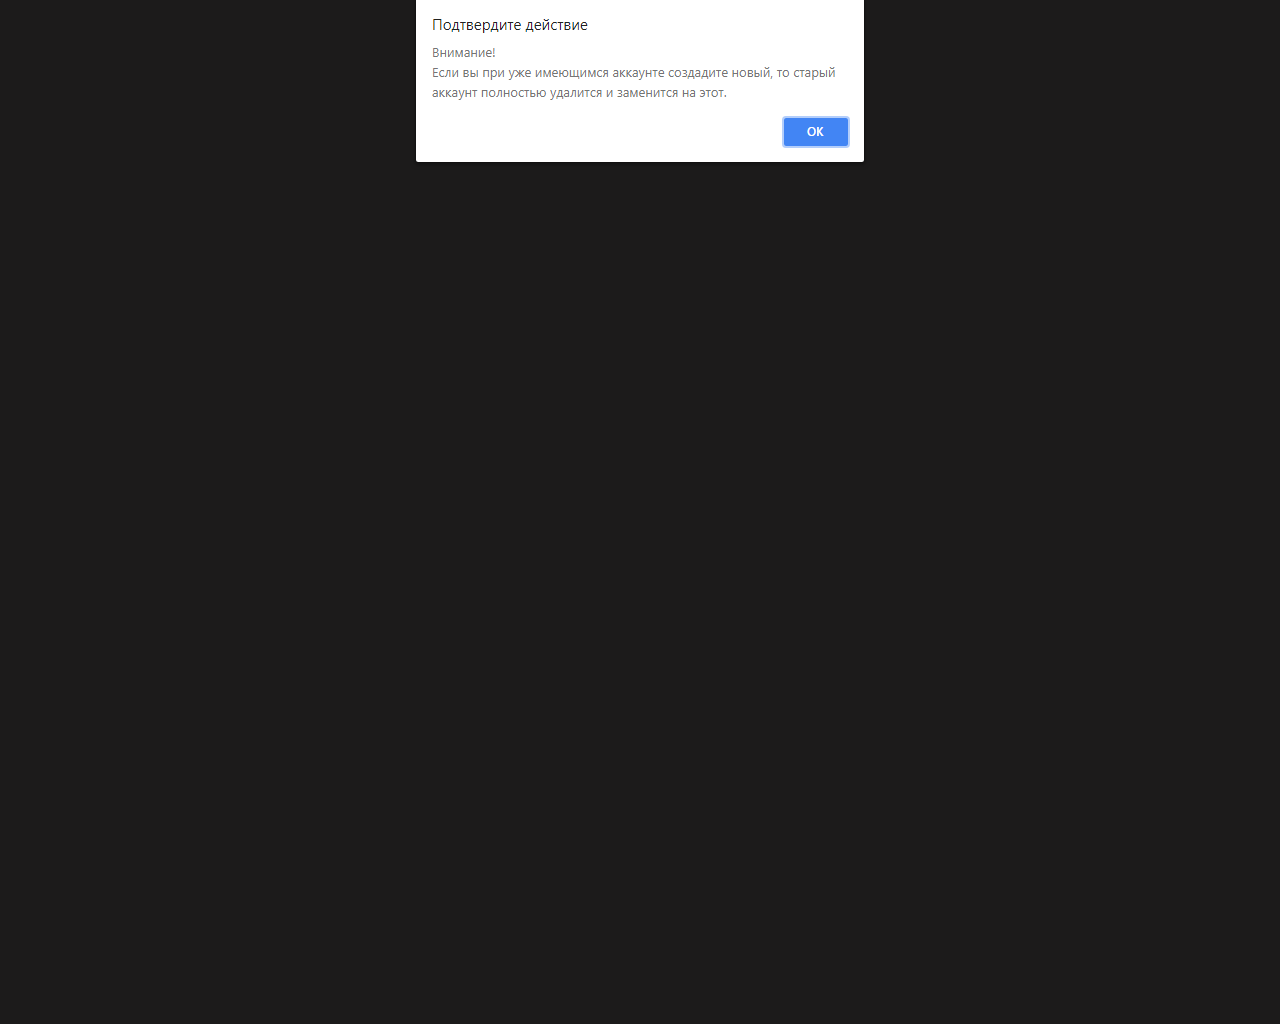 Подтвердите действие
Внимание!
Если вы при уже имеющимся аккаунте создадите новый, то старый
аккаунт полностью удалится и заменится на этот.
ОК